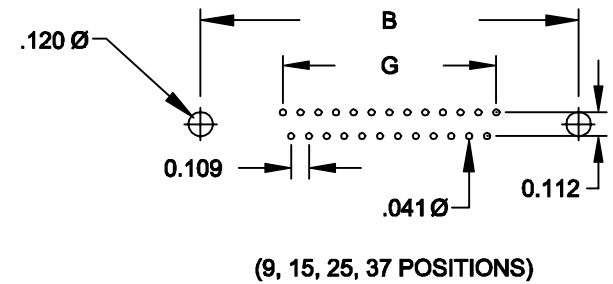 B
.120 Ø
G
0.109
0.112
.041 Ø
(9, 15, 25, 37 POSITIONS)